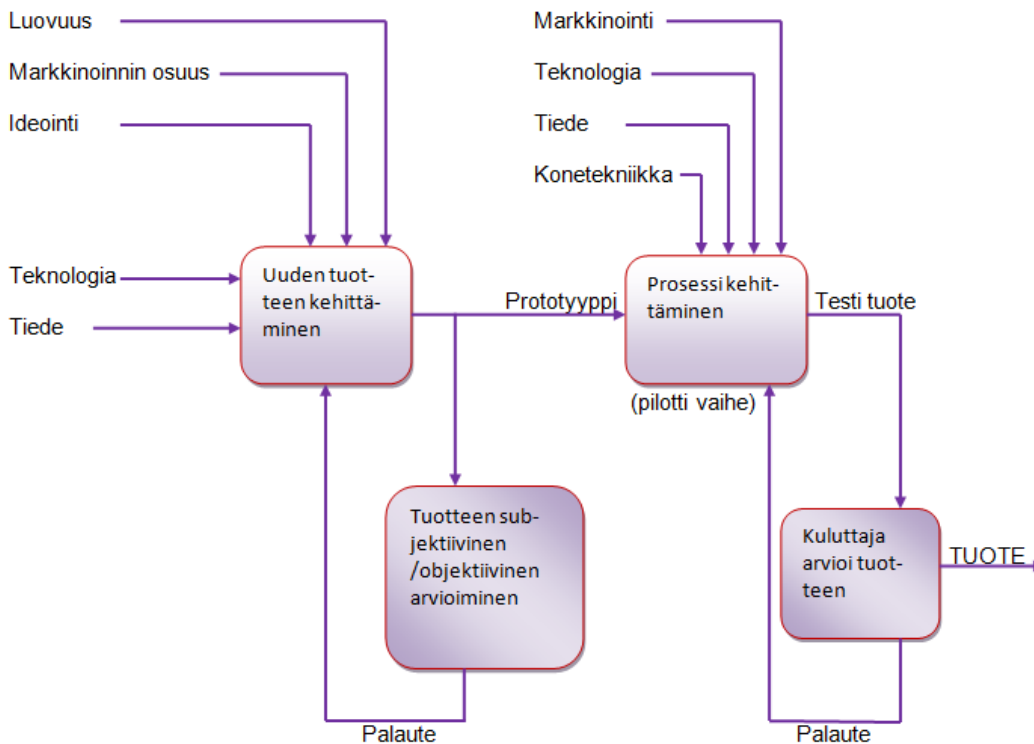 Luovuus
Markkinoinnin osuus
Ideointi
Teknologia
Tiede
Uuden tuot-
teen kehittä-
minen
Markkinointi
Teknologia
Tiede
Konetekniikka
Prototyyppi
Prosessi kehit-
täminen
(pilotti vaihe)
Testi tuote
Tuotteen sub-
jektiivinen
/objektiivinen
arvioiminen
Palaute
Kuluttaja
arvioi tuot-
teen
TUOTE
Palaute